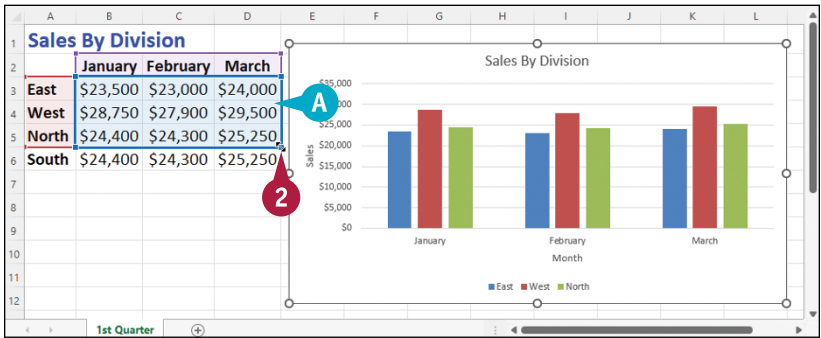 A B C D E F G H I J K L
1 Sales By Division
2 January February March
3 East $23,500 $23,000 $24,000
4 West $28,750 $27,900 $29,500
5 North $24,400 $24,300 $25,250
6 South $24,400 $24,300 $25,250
7
8
9
10
11
12
A
2
Sales By Division
$35,000
,000
$25,000
$20,000
$15,000
$10,000
$5,000
$0
Sales
January February March
Month
East West North
1st Quarter